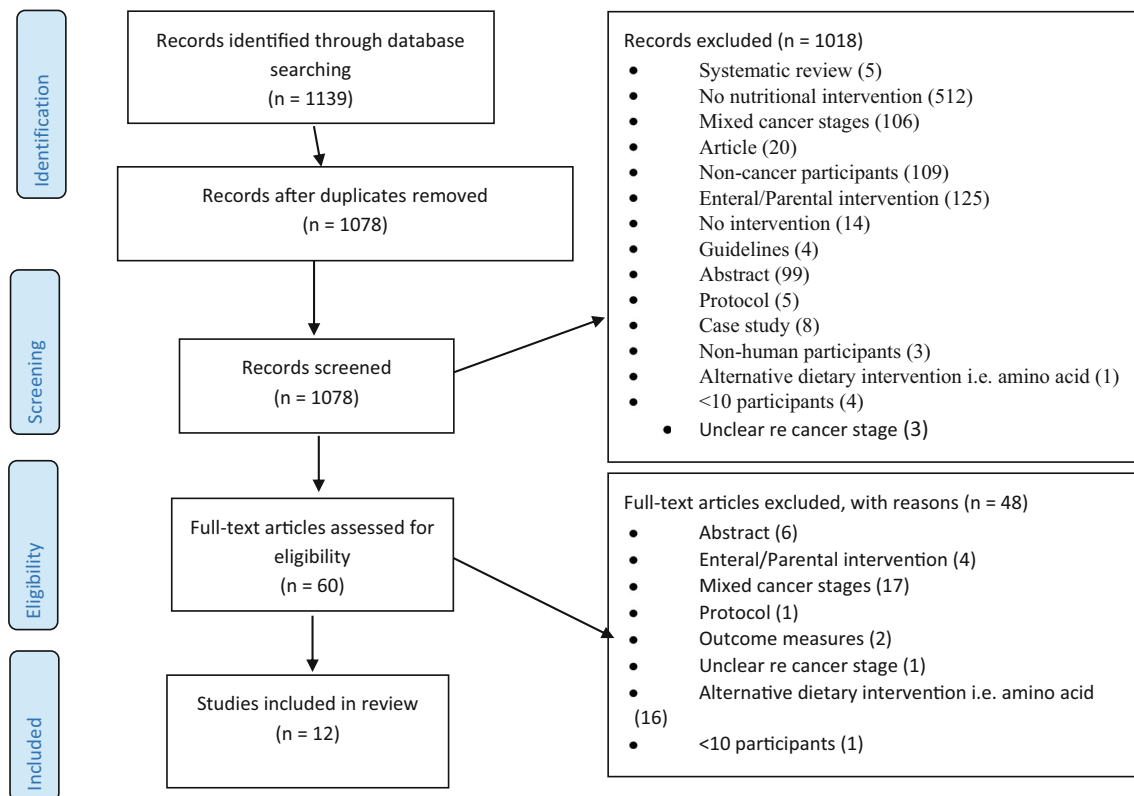 Identification
Records identified through database
searching
(n = 1139)
Records after duplicates removed
(n = 1078)
Screening
Records screened
(n = 1078)
Records excluded (n = 1018)
• Systematic review (5)
• No nutritional intervention (512)
• Mixed cancer stages (106)
• Article (20)
• Non-cancer participants (109)
• Enteral/Parental intervention (125)
• No intervention (14)
• Guidelines (4)
• Abstract (99)
• Protocol (5)
• Case study (8)
• Non-human participants (3)
• Alternative dietary intervention i.e. amino acid (1)
• <10 participants (4)
• Unclear re cancer stage (3)
Eligibility
Full-text articles assessed for
eligibility
(n = 60)
Full-text articles excluded, with reasons (n = 48)
• Abstract (6)
• Enteral/Parental intervention (4)
• Mixed cancer stages (17)
• Protocol (1)
• Outcome measures (2)
• Unclear re cancer stage (1)
• Alternative dietary intervention i.e. amino acid
(16)
• <10 participants (1)
Included
Studies included in review
(n = 12)